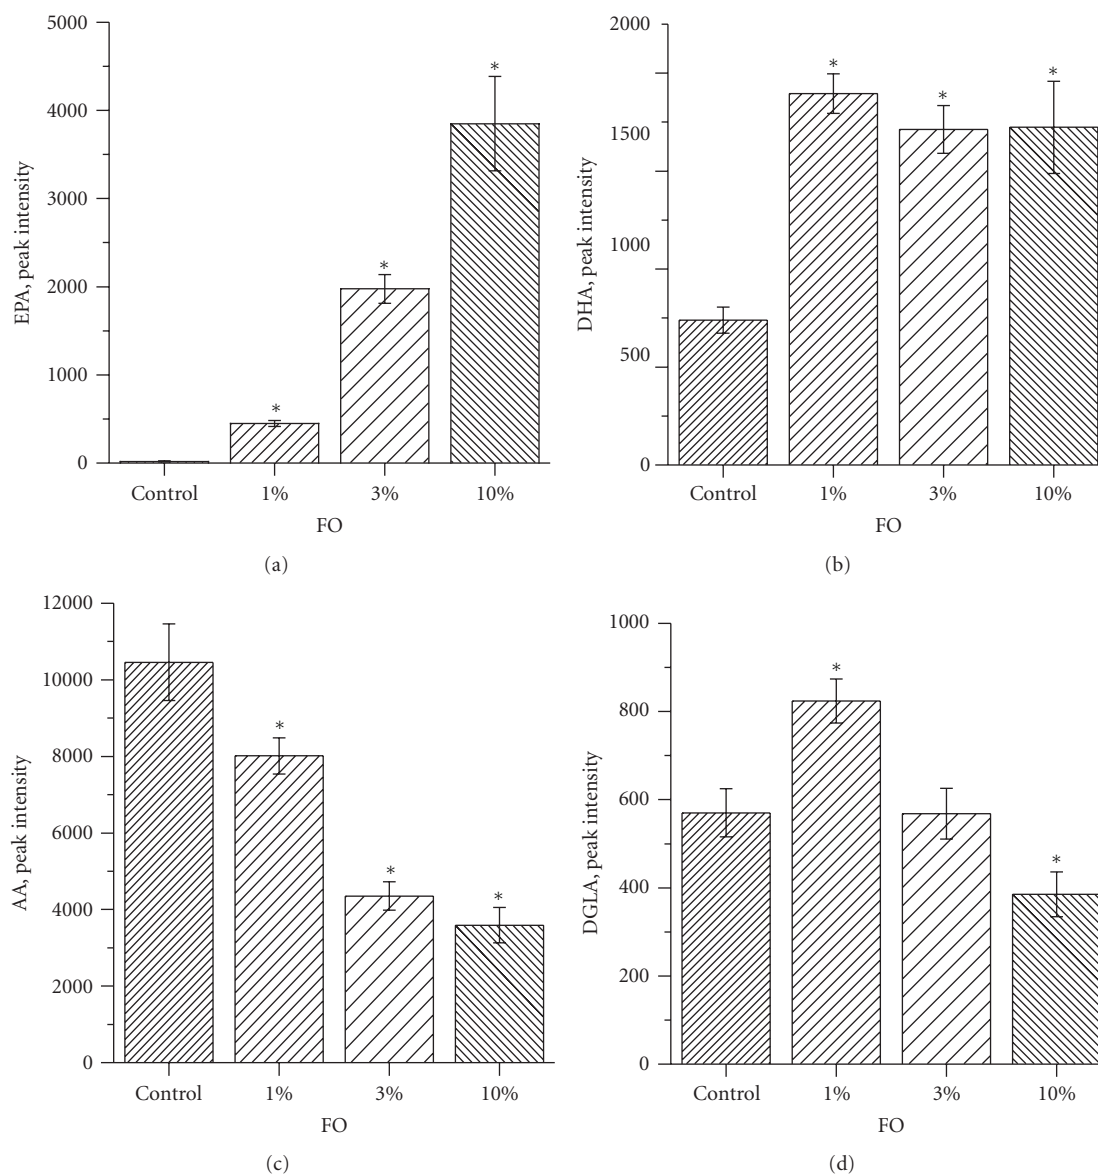 EPA, peak intensity
5000
4000
3000
2000
1000
0
*
*
*
Control
1%
3%
10%
FO
(a)
DHA, peak intensity
2000
1500
1000
500
0
*
*
*
Control
1%
3%
10%
FO
(b)
AA, peak intensity
12000
10000
8000
6000
4000
2000
0
*
*
*
Control
1%
3%
10%
FO
(c)
DGLA, peak intensity
1000
800
600
400
200
0
*
*
Control
1%
3%
10%
FO
(d)